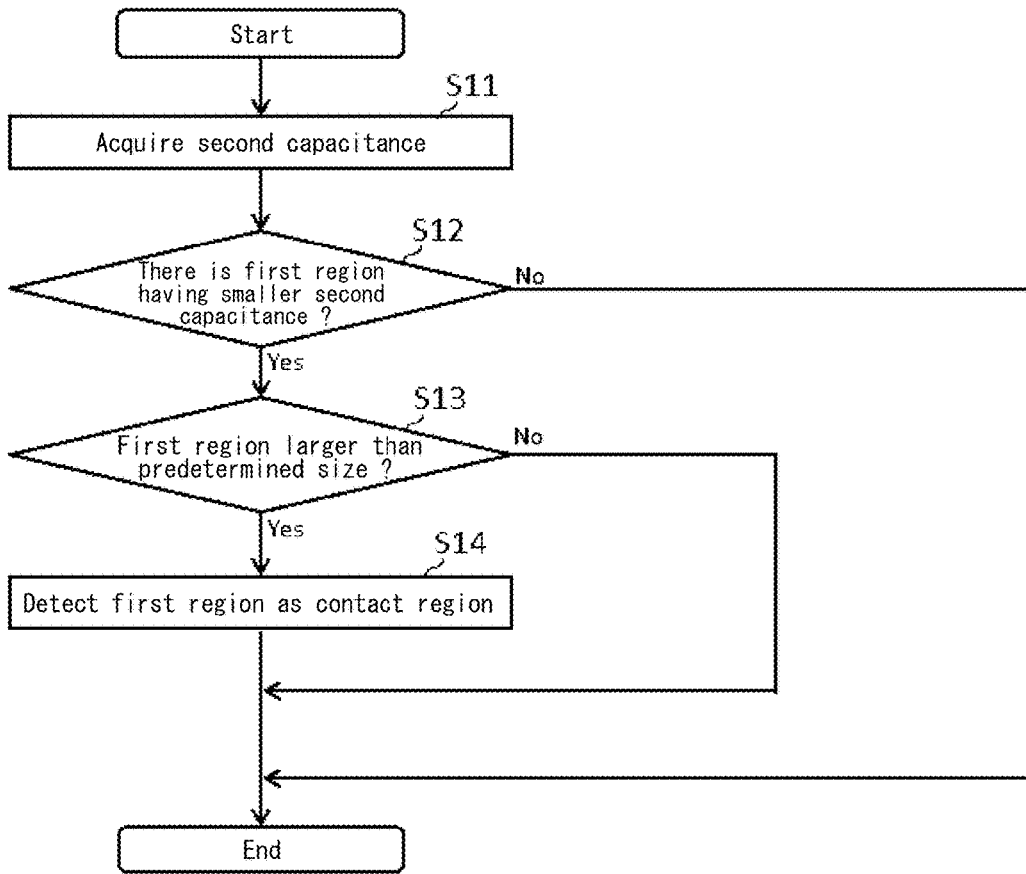 Start
S11
Acquire second capacitance
S12
There is first region
having smaller second
capacitance ?
No
Yes
S13
First region larger than
predetermined size ?
No
Yes
S14
Detect first region as contact region
End